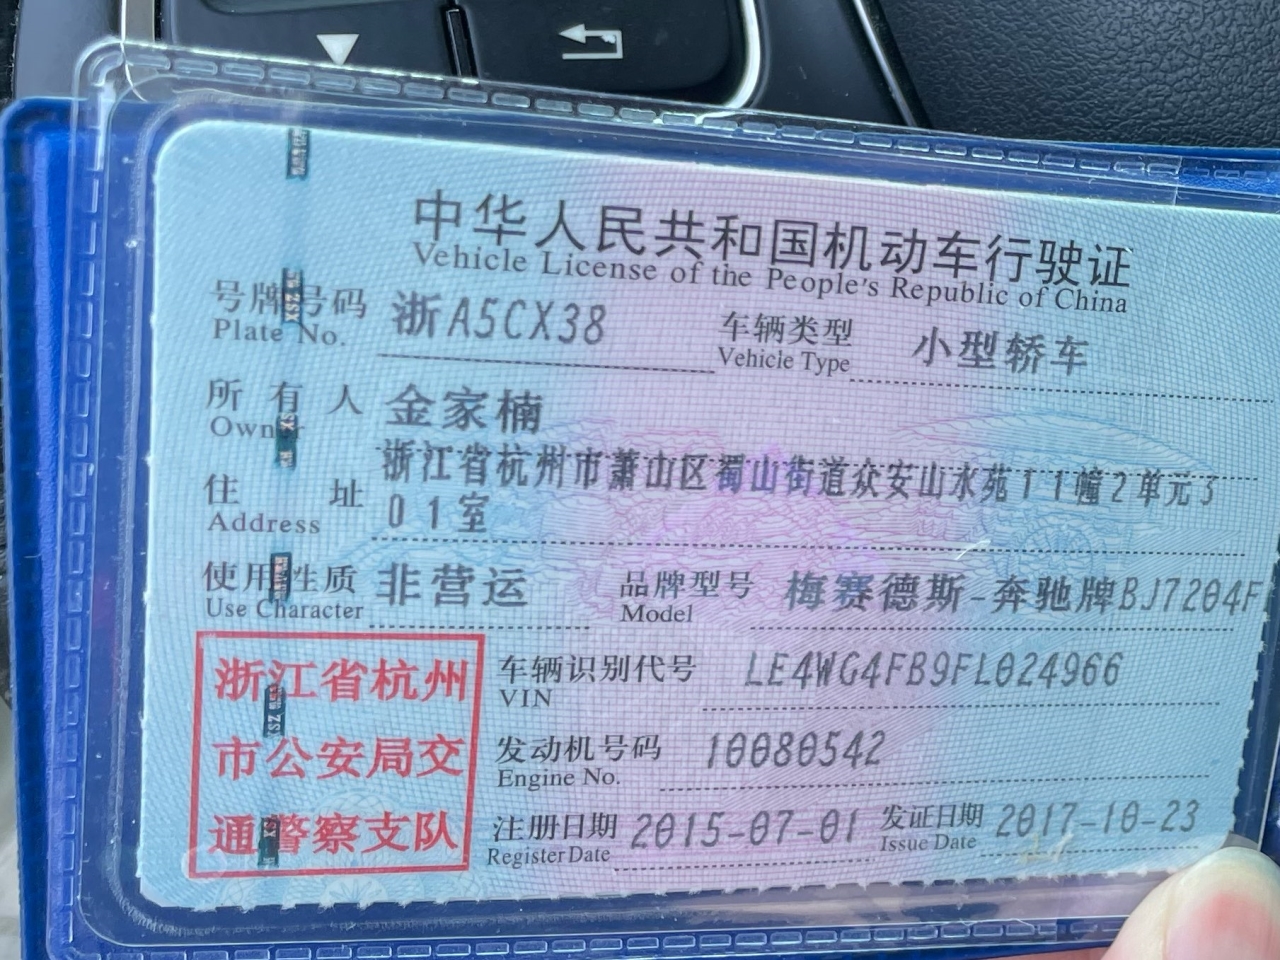 中华人民共和国机动车行驶证
Vehicle License of the People's Republic of China
号牌号码 浙A5CX38 车辆类型 小型轿车
Plate No. Vehicle Type
所有人 金家楠
Owner
住址 浙江省杭州市萧山区蜀山街道众安山水苑11幢2单元3
Address 01室
使用性质 非营运 品牌型号 梅赛德斯-奔驰牌BJ7204F
Use Character Model
浙江省杭州
市公安局交
通警察支队
车辆识别代号 LE4WG4FB9FL024966
VIN
发动机号码 10080542
Engine No.
注册日期 2015-07-01 发证日期 2017-10-23
Register Date Issue Date